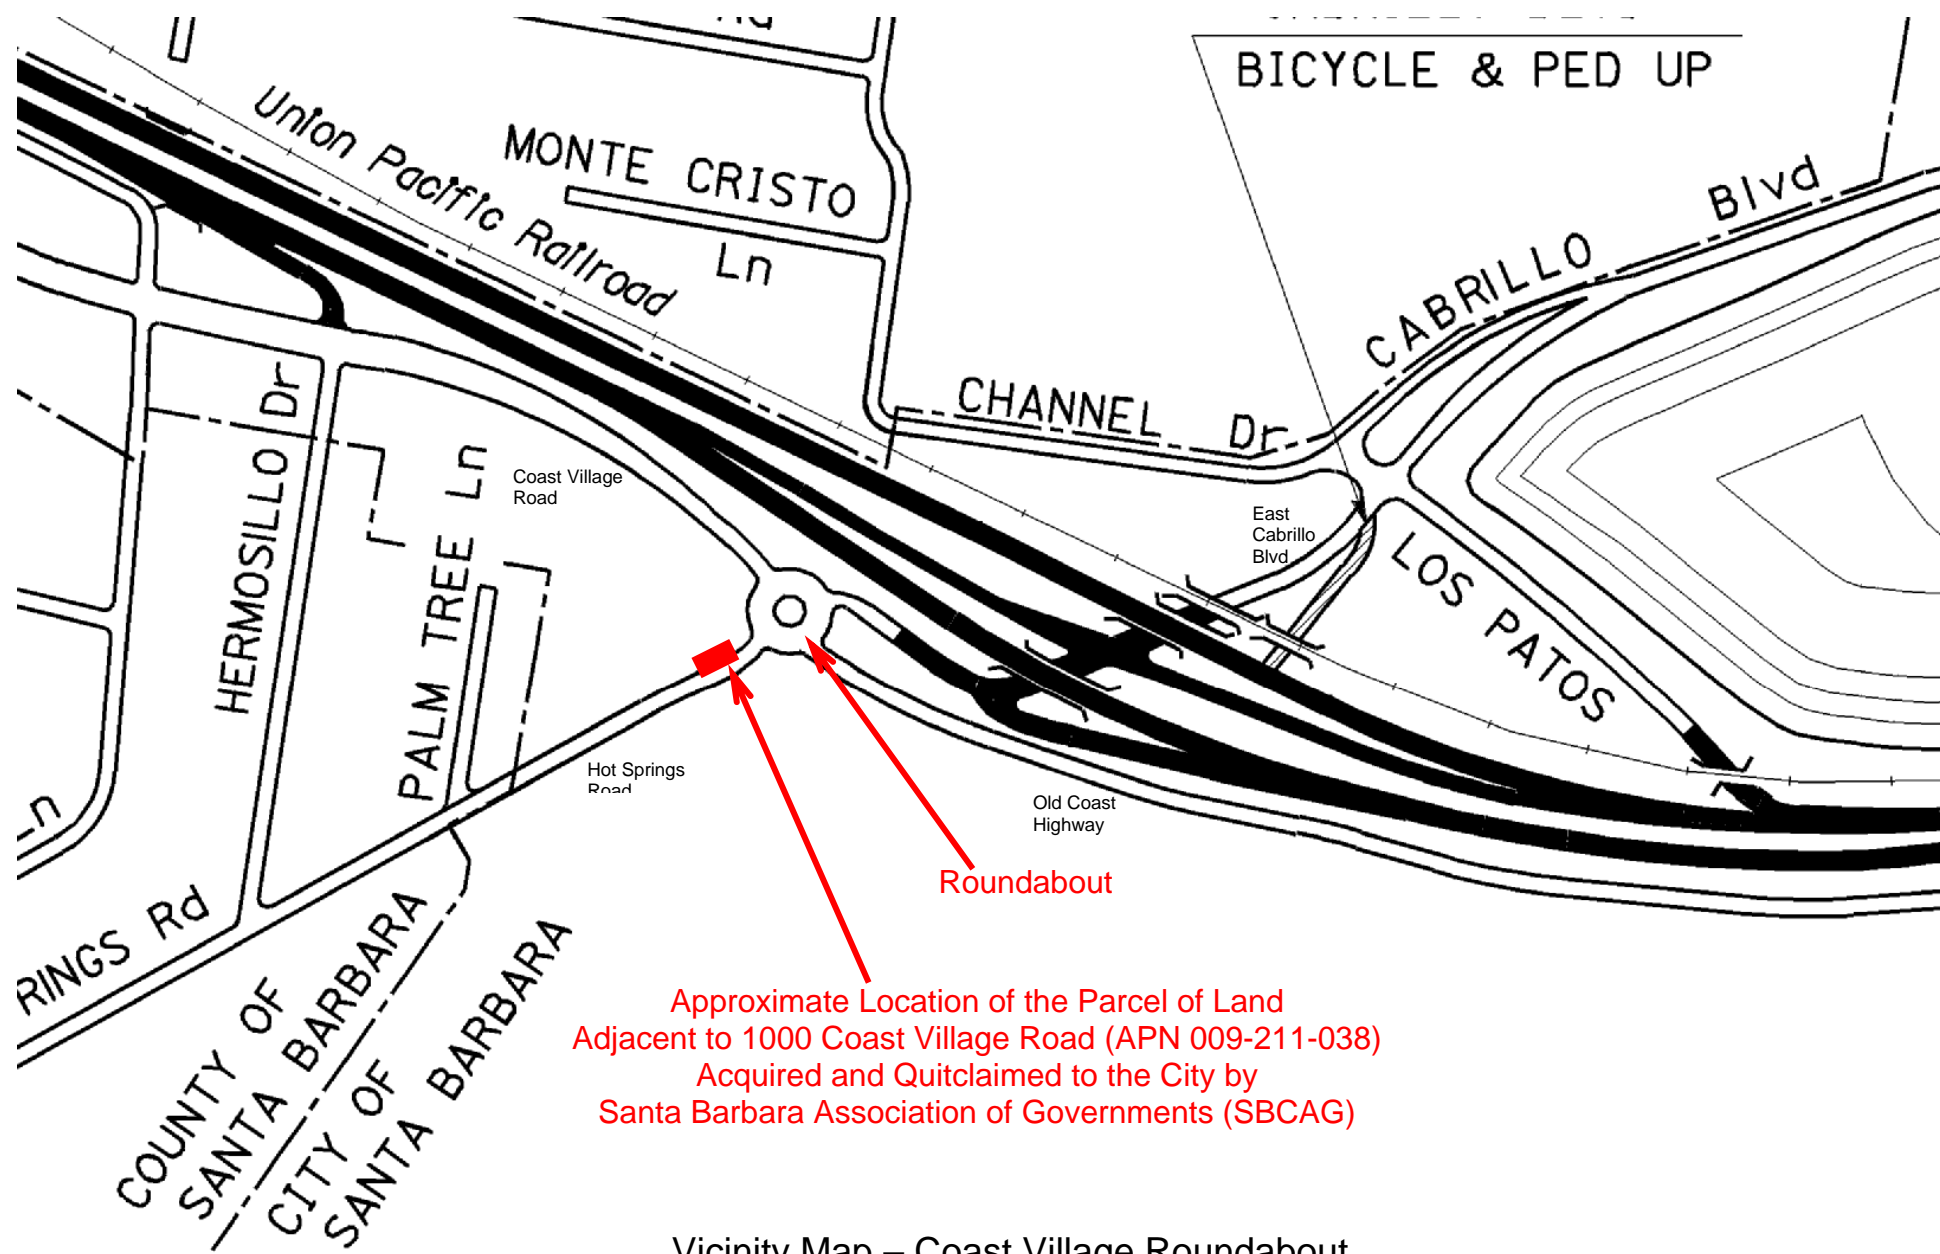 BICYCLE & PED UP
Union Pacific Railroad
MONTE CRISTO
Ln
CABRILLO Blvd
CHANNEL Dr
HERMOSILLO Dr
PALM TREE Ln
Coast Village
Road
East
Cabrillo
Blvd
LOS PATOS
Hot Springs
Road
Old Coast
Highway
Roundabout
Ln
RINGS Rd
COUNTY OF
SANTA BARBARA
CITY OF
SANTA BARBARA
Approximate Location of the Parcel of Land
Adjacent to 1000 Coast Village Road (APN 009-211-038)
Acquired and Quitclaimed to the City by
Santa Barbara Association of Governments (SBCAG)
Vicinity Map – Coast Village Roundabout